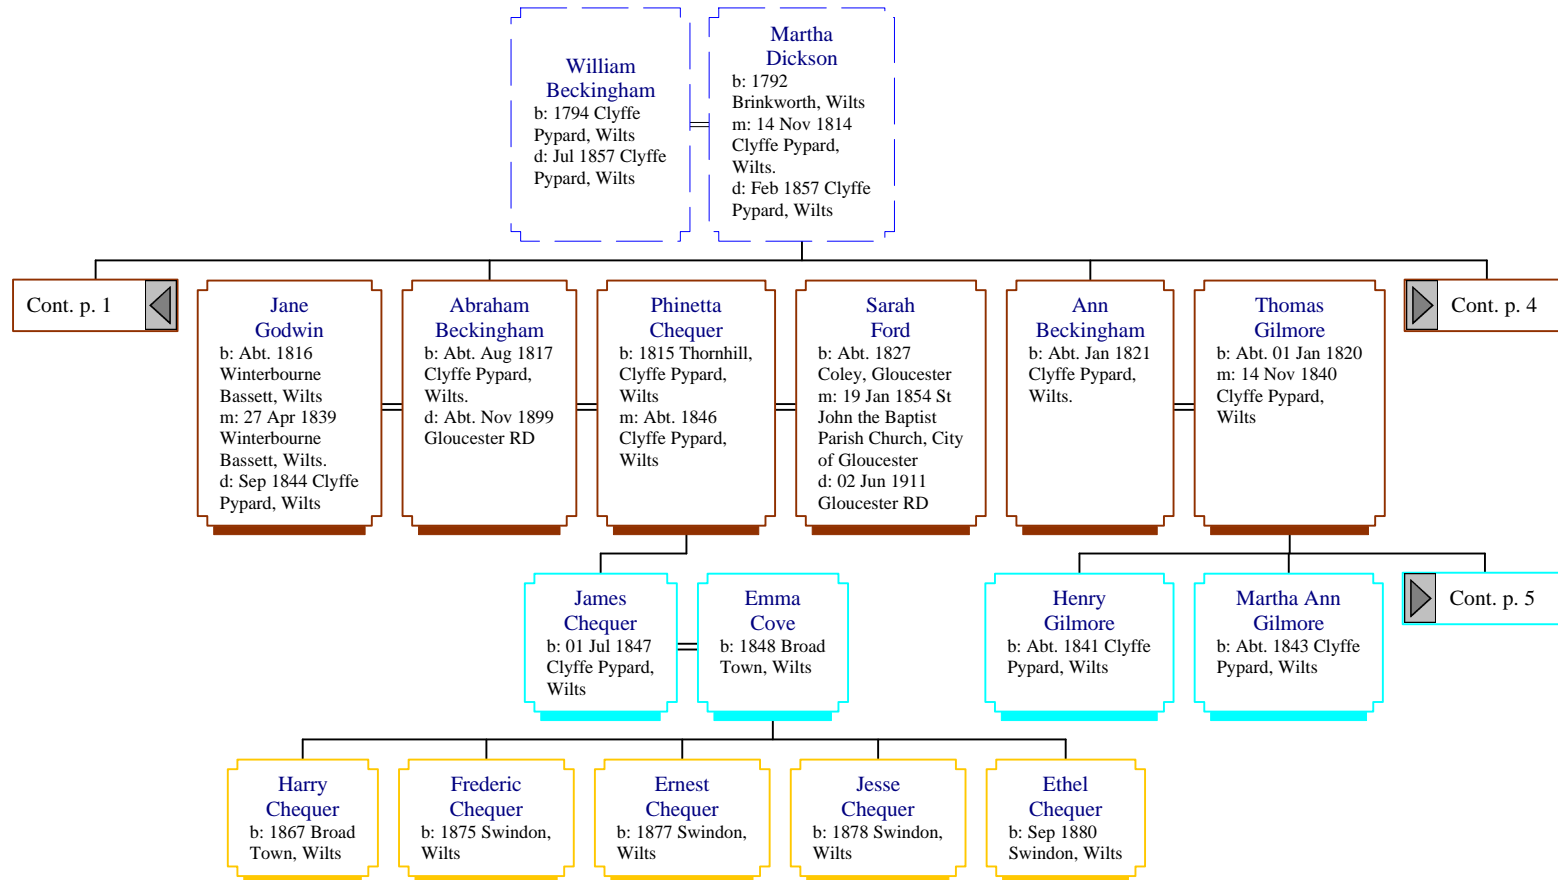 William
Beckingham
b: 1794 Clyffe
Pypard, Wilts
d: Jul 1857 Clyffe
Pypard, Wilts
Martha
Dickson
b: 1792
Brinkworth, Wilts
m: 14 Nov 1814
Clyffe Pypard,
Wilts.
d: Feb 1857 Clyffe
Pypard, Wilts
Cont. p. 1
Jane
Godwin
b: Abt. 1816
Winterbourne
Bassett, Wilts
m: 27 Apr 1839
Winterbourne
Bassett, Wilts.
d: Sep 1844 Clyffe
Pypard, Wilts
Abraham
Beckingham
b: Abt. Aug 1817
Clyffe Pypard,
Wilts.
d: Abt. Nov 1899
Gloucester RD
Phinetta
Chequer
b: 1815 Thornhill,
Clyffe Pypard,
Wilts
m: Abt. 1846
Clyffe Pypard,
Wilts
Sarah
Ford
b: Abt. 1827
Coley, Gloucester
m: 19 Jan 1854 St
John the Baptist
Parish Church, City
of Gloucester
d: 02 Jun 1911
Gloucester RD
Ann
Beckingham
b: Abt. Jan 1821
Clyffe Pypard,
Wilts.
Thomas
Gilmore
b: Abt. 01 Jan 1820
m: 14 Nov 1840
Clyffe Pypard,
Wilts
Cont. p. 4
James
Chequer
b: 01 Jul 1847
Clyffe Pypard,
Wilts
Emma
Cove
b: 1848 Broad
Town, Wilts
Henry
Gilmore
b: Abt. 1841 Clyffe
Pypard, Wilts
Martha Ann
Gilmore
b: Abt. 1843 Clyffe
Pypard, Wilts
Cont. p. 5
Harry
Chequer
b: 1867 Broad
Town, Wilts
Frederic
Chequer
b: 1875 Swindon,
Wilts
Ernest
Chequer
b: 1877 Swindon,
Wilts
Jesse
Chequer
b: 1878 Swindon,
Wilts
Ethel
Chequer
b: Sep 1880
Swindon, Wilts